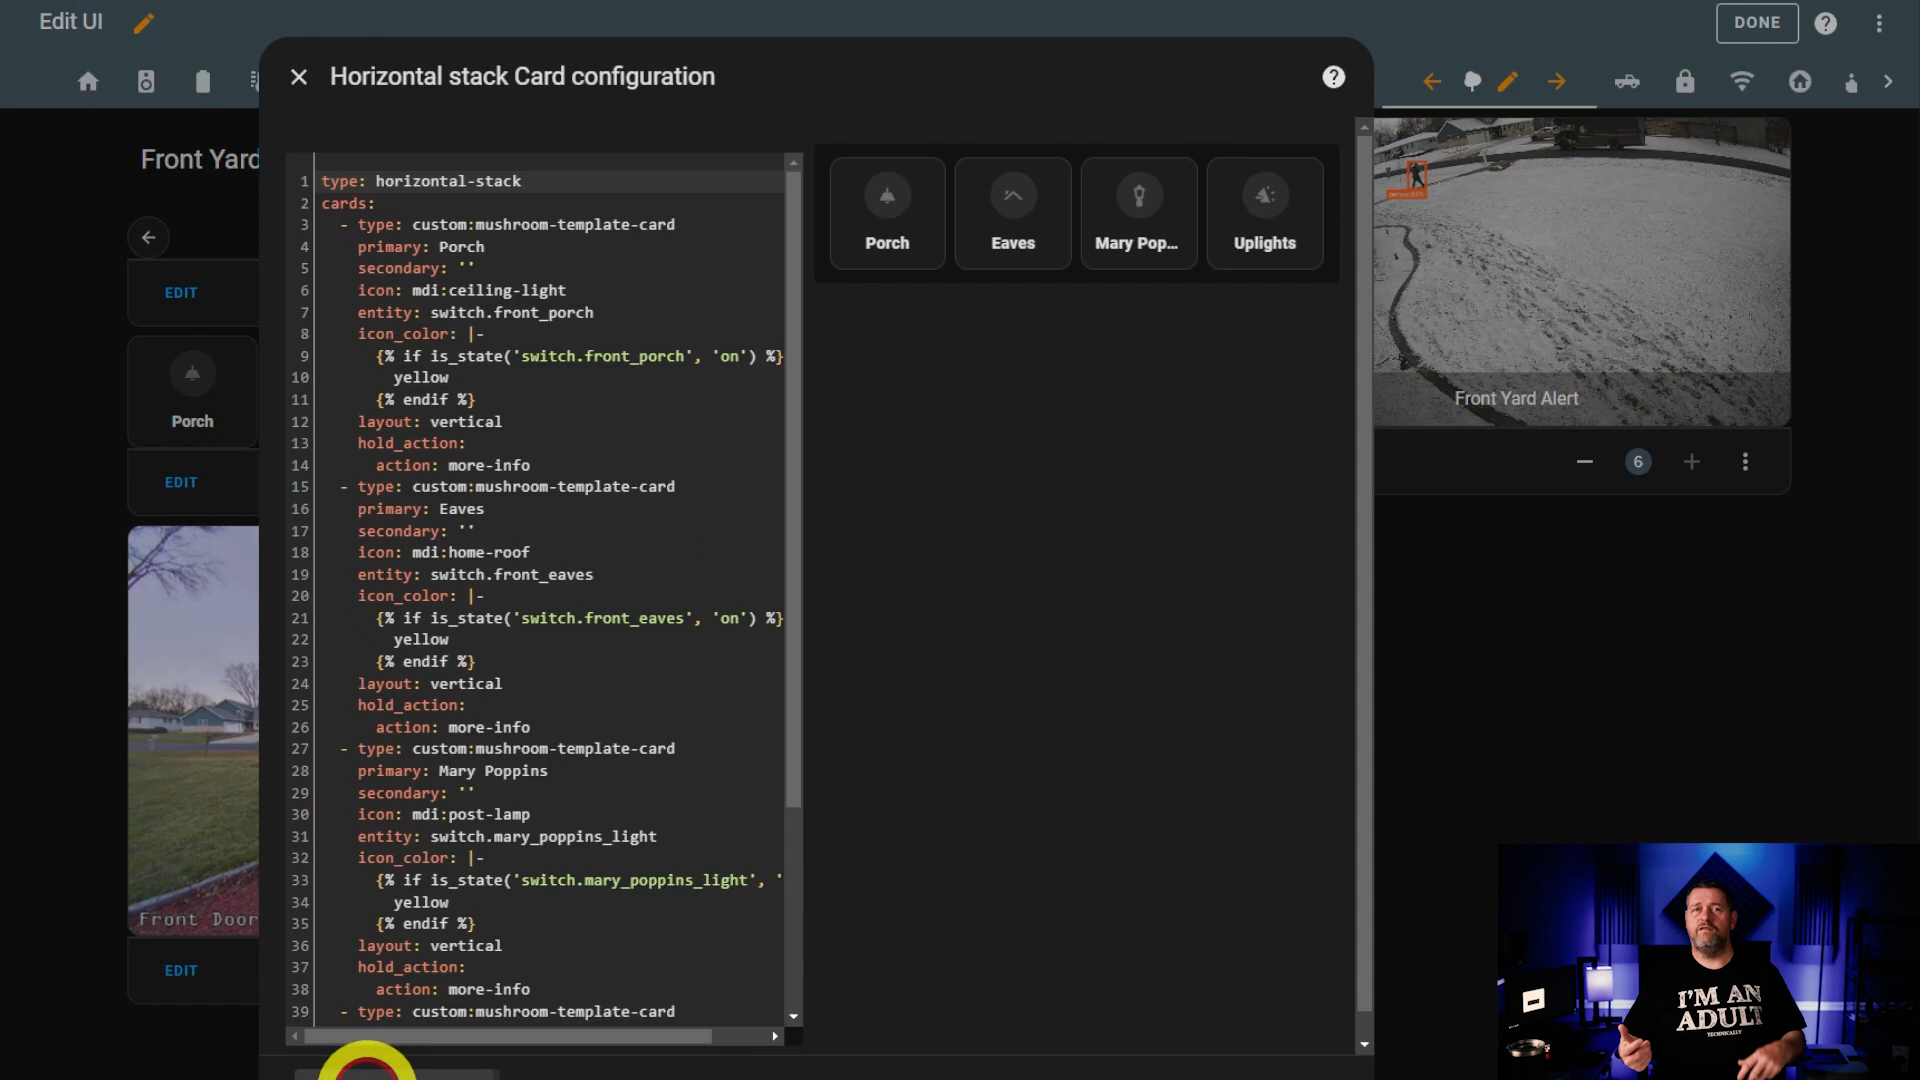 Edit UI
DONE
Horizontal stack Card configuration
Front Yard
EDIT
Porch
EDIT
Front Door
EDIT
1 type: horizontal-stack
2 cards:
3 - type: custom:mushroom-template-card
4 primary: Porch
5 secondary: ''
6 icon: mdi:ceiling-light
7 entity: switch.front_porch
8 icon_color: |-
9 {% if is_state('switch.front_porch', 'on') %}
10 yellow
11 {% endif %}
12 layout: vertical
13 hold_action:
14 action: more-info
15 - type: custom:mushroom-template-card
16 primary: Eaves
17 secondary: ''
18 icon: mdi:home-roof
19 entity: switch.front_eaves
20 icon_color: |-
21 {% if is_state('switch.front_eaves', 'on') %}
22 yellow
23 {% endif %}
24 layout: vertical
25 hold_action:
26 action: more-info
27 - type: custom:mushroom-template-card
28 primary: Mary Poppins
29 secondary: ''
30 icon: mdi:post-lamp
31 entity: switch.mary_poppins_light
32 icon_color: |-
33 {% if is_state('switch.mary_poppins_light', '
34 yellow
35 {% endif %}
36 layout: vertical
37 hold_action:
38 action: more-info
39 - type: custom:mushroom-template-card
Porch
Eaves
Mary Pop...
Uplights
Front Yard Alert
6
I'M AN
ADULT
TECHNICALLY